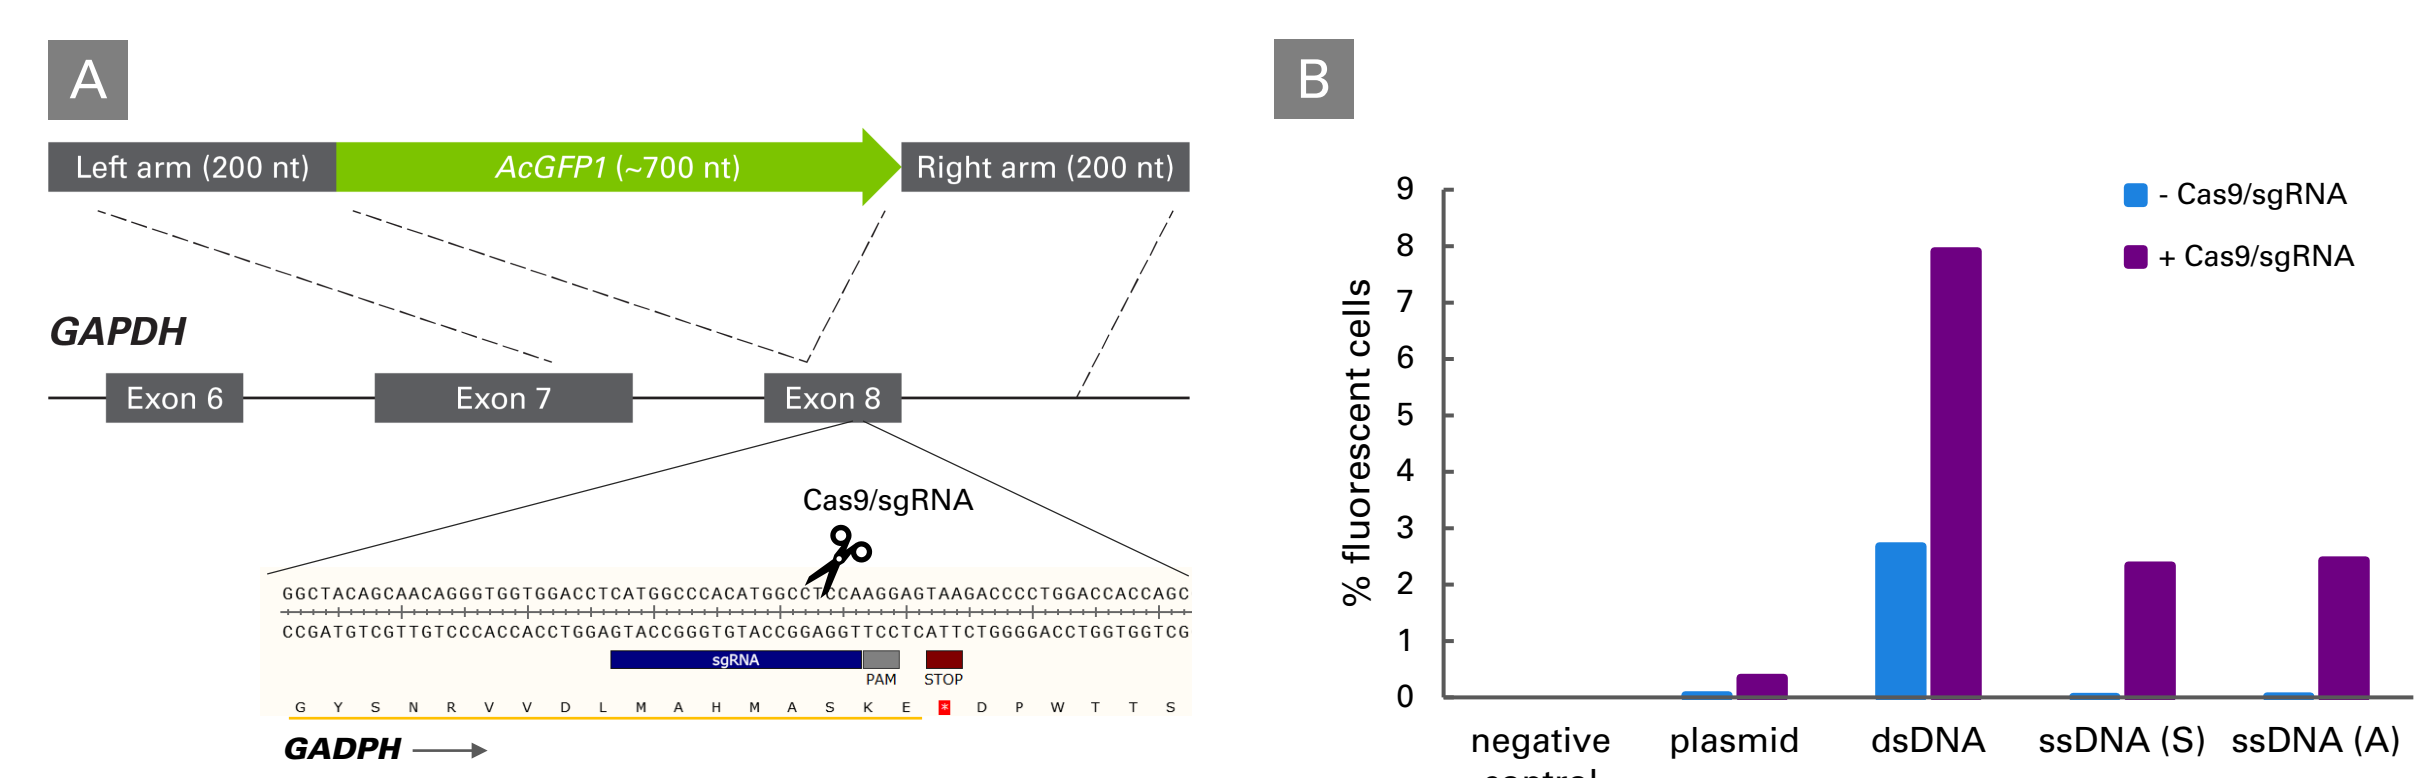 A
Left arm (200 nt) AcGFP1 (~700 nt) Right arm (200 nt)
GAPDH
Exon 6 Exon 7 Exon 8
Cas9/sgRNA
GGCTACAGCAACAGGGTGGTGGACCTCATGGCCCACATGGCCTCCAAGGAGTAAGACCCCTGGACCACCAGC
CCGATGTCGTTGTCCCACCACCTGGAGTACCGGGTGTACCGGAGGTTCCTCATTCTGGGGACCTGGTGGTCG
sgRNA
PAM STOP
G Y S N R V V D L M A H M A S K E * D P W T T S
GADPH
B
% fluorescent cells
9
8
7
6
5
4
3
2
1
0
- Cas9/sgRNA
+ Cas9/sgRNA
negative control plasmid dsDNA ssDNA (S) ssDNA (A)